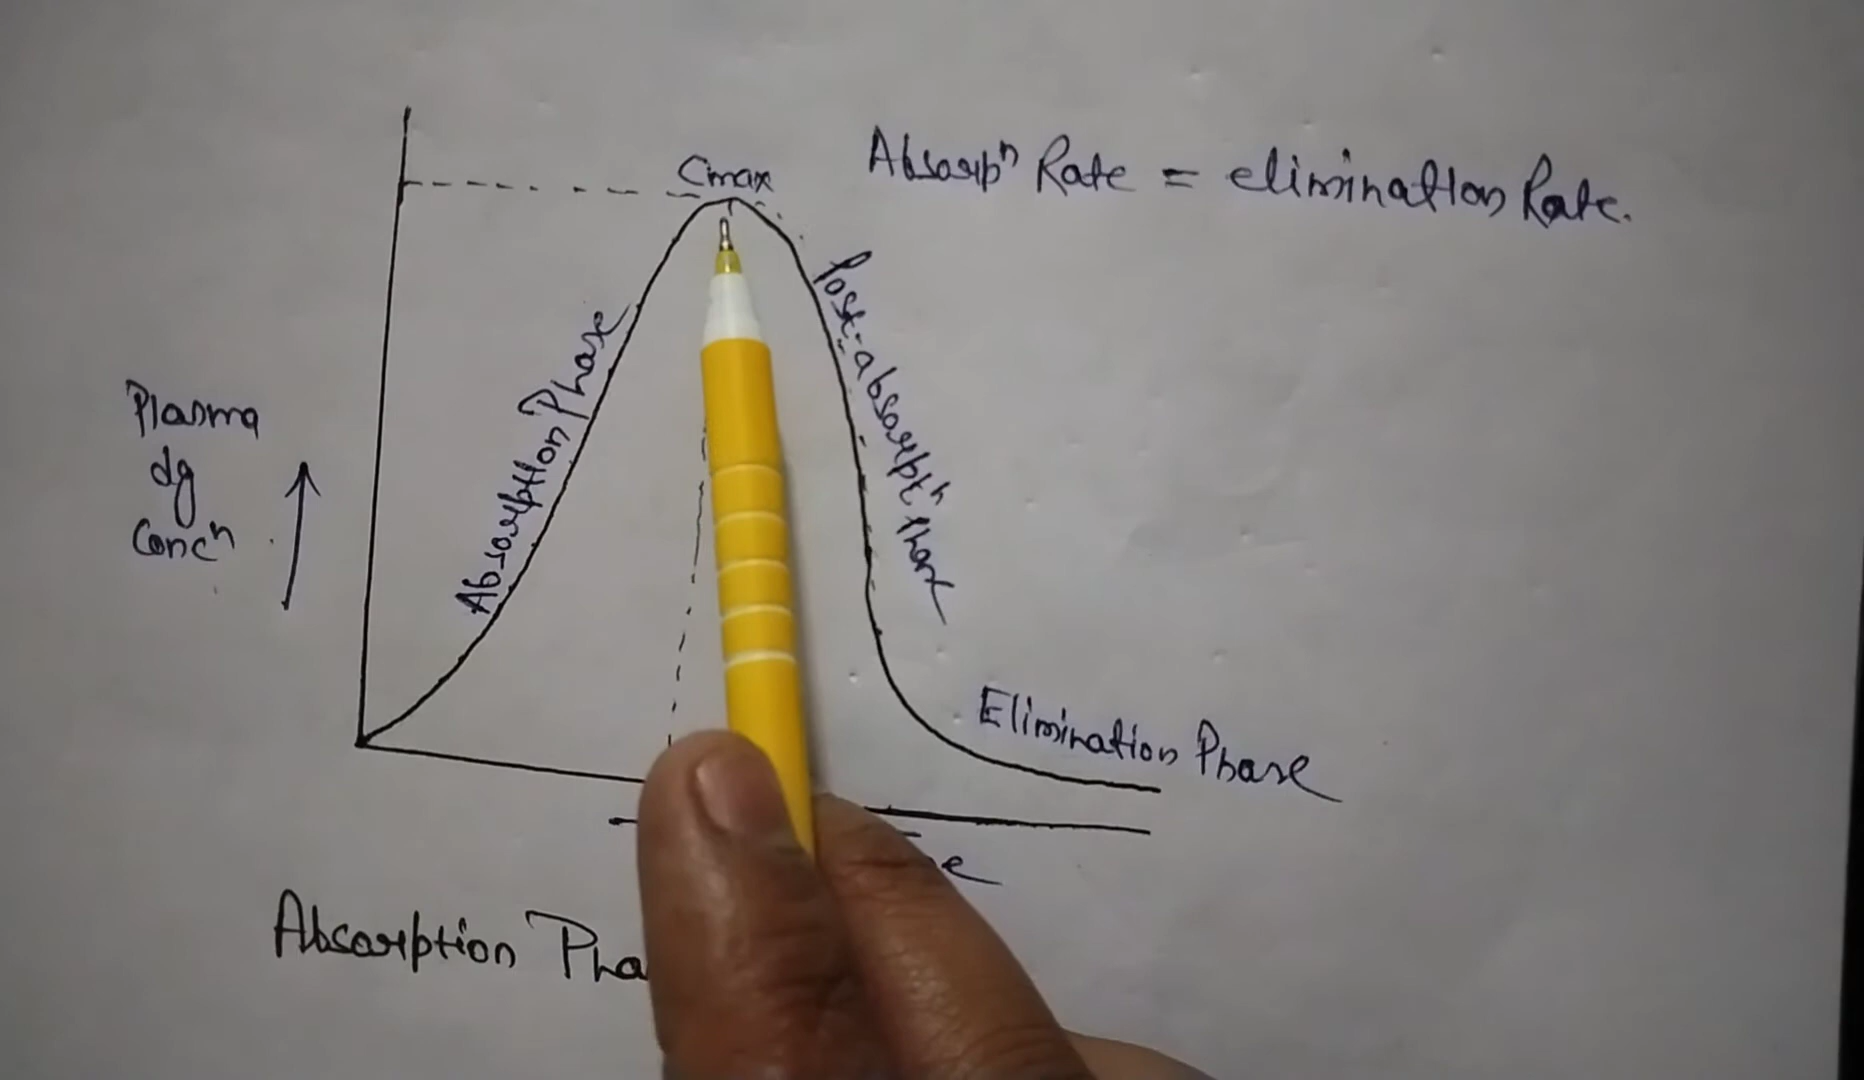 Cmax
Absorpⁿ Rate = elimination Rate.
Absorption Phase
Post-absorptⁿ Phase
Plasma
dg
Concⁿ
Elimination Phase
Absorption Pha